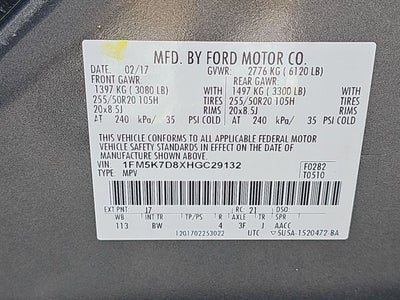 MFD. BY FORD MOTOR CO.
DATE: 02/17 GVWR: 2776 KG ( 6120 LB)
FRONT GAWR: REAR GAWR:
1397 KG ( 3080 LB) 1497 KG ( 3300 LB)
255/50R20 105H TIRES 255/50R20 105H TIRES
20x8.5J RIMS 20x8.5J RIMS
AT 240 kPa/ 35 PSI COLD AT 240 kPa/ 35 PSI COLD
THIS VEHICLE CONFORMS TO ALL APPLICABLE FEDERAL MOTOR
VEHICLE SAFETY STANDARDS IN EFFECT ON THE DATE OF
MANUFACTURE SHOWN ABOVE.
VIN: 1FM5K7D8XHGC29132 F0282
TYPE: MPV T0510
EXT PNT: J7 RC: 21 DSO:
WB INT TR TP/PS R AXLE TR SPR
113 BW 4 3F J AACC
1201702253022 UTC 5U5A-1520472-BA